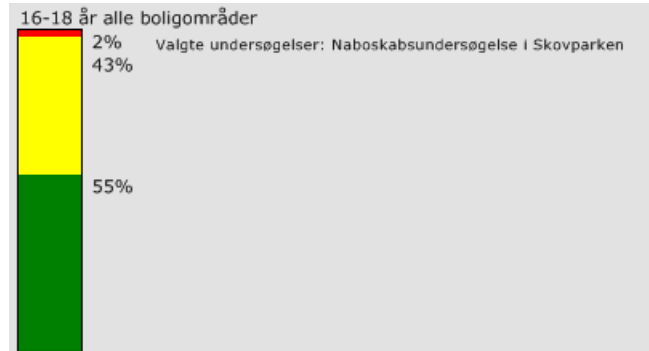 16-18 år alle boligområder
2% Valgte undersøgelser: Naboskabsundersøgelse i Skovparken
43%
55%